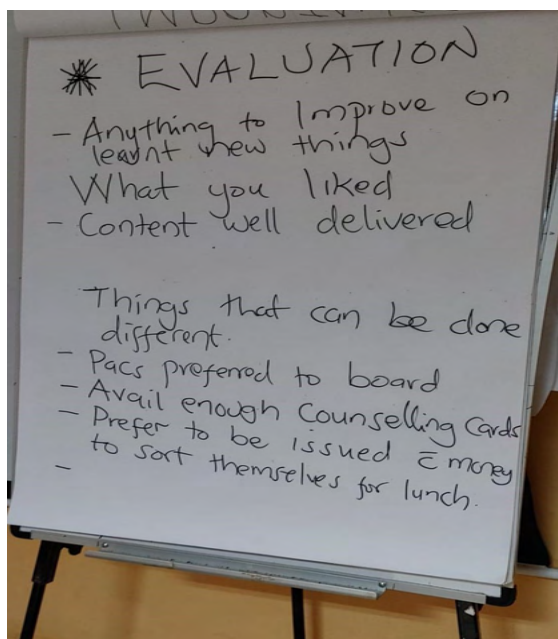 * EVALUATION
- Anything to Improve on
learnt new things
What you liked
- Content well delivered
Things that can be done
different.
- Pacs preferred to board
- Avail enough Counselling Cards
- Prefer to be issued c̄ money
to sort themselves for lunch.
-